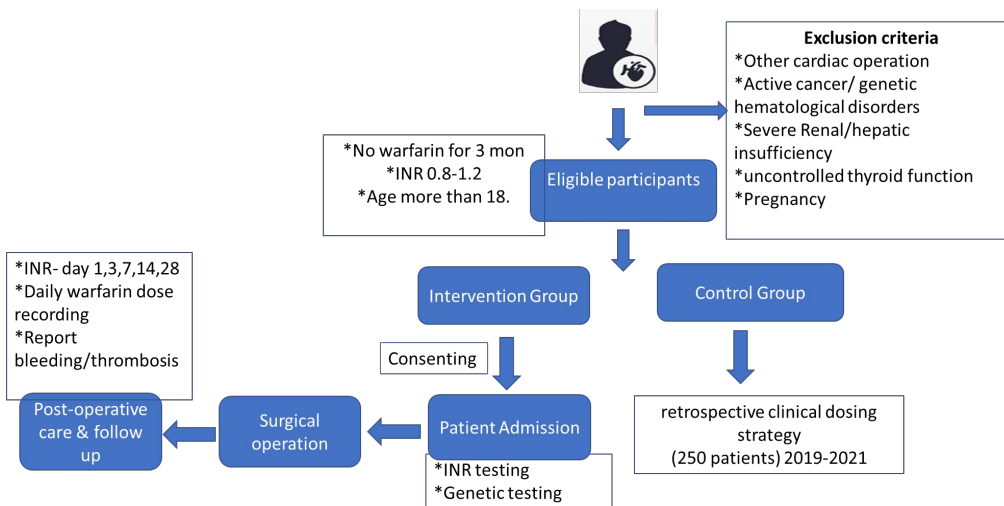 Exclusion criteria
*Other cardiac operation
*Active cancer/ genetic
hematological disorders
*Severe Renal/hepatic
insufficiency
*uncontrolled thyroid function
*Pregnancy
*No warfarin for 3 mon
*INR 0.8-1.2
*Age more than 18.
Eligible participants
Intervention Group
Control Group
Consenting
retrospective clinical dosing
strategy
(250 patients) 2019-2021
Patient Admission
*INR testing
*Genetic testing
Surgical
operation
*INR- day 1,3,7,14,28
*Daily warfarin dose
recording
*Report
bleeding/thrombosis
Post-operative
care & follow
up